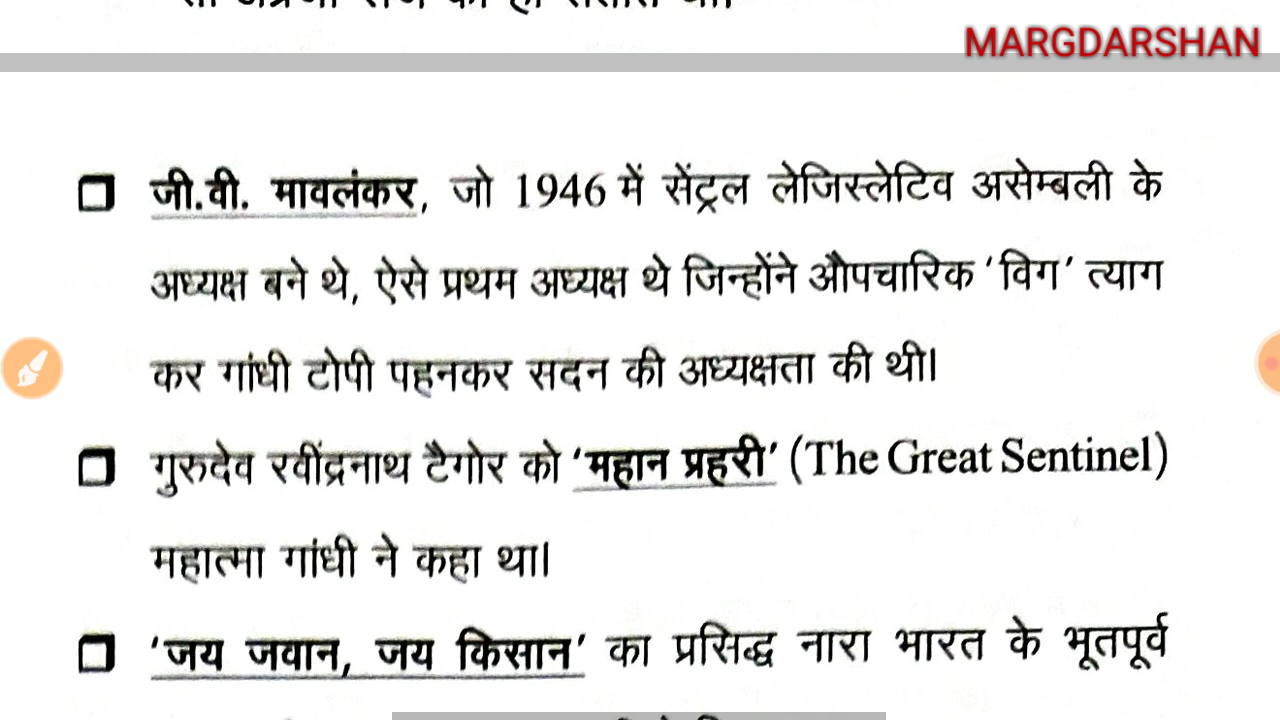 MARGDARSHAN
जी.वी. मावलंकर, जो 1946 में सेंट्रल लेजिस्लेटिव असेम्बली के
अध्यक्ष बने थे, ऐसे प्रथम अध्यक्ष थे जिन्होंने औपचारिक 'विग' त्याग
कर गांधी टोपी पहनकर सदन की अध्यक्षता की थी।
गुरुदेव रवींद्रनाथ टैगोर को 'महान प्रहरी' (The Great Sentinel)
महात्मा गांधी ने कहा था।
'जय जवान, जय किसान' का प्रसिद्ध नारा भारत के भूतपूर्व